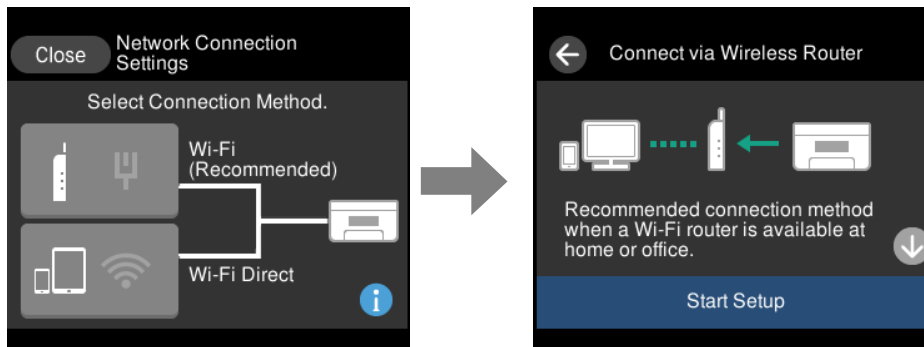 Close
Network Connection
Settings
Select Connection Method.
Wi-Fi
(Recommended)
Wi-Fi Direct
i
Connect via Wireless Router
Recommended connection method
when a Wi-Fi router is available at
home or office.
Start Setup